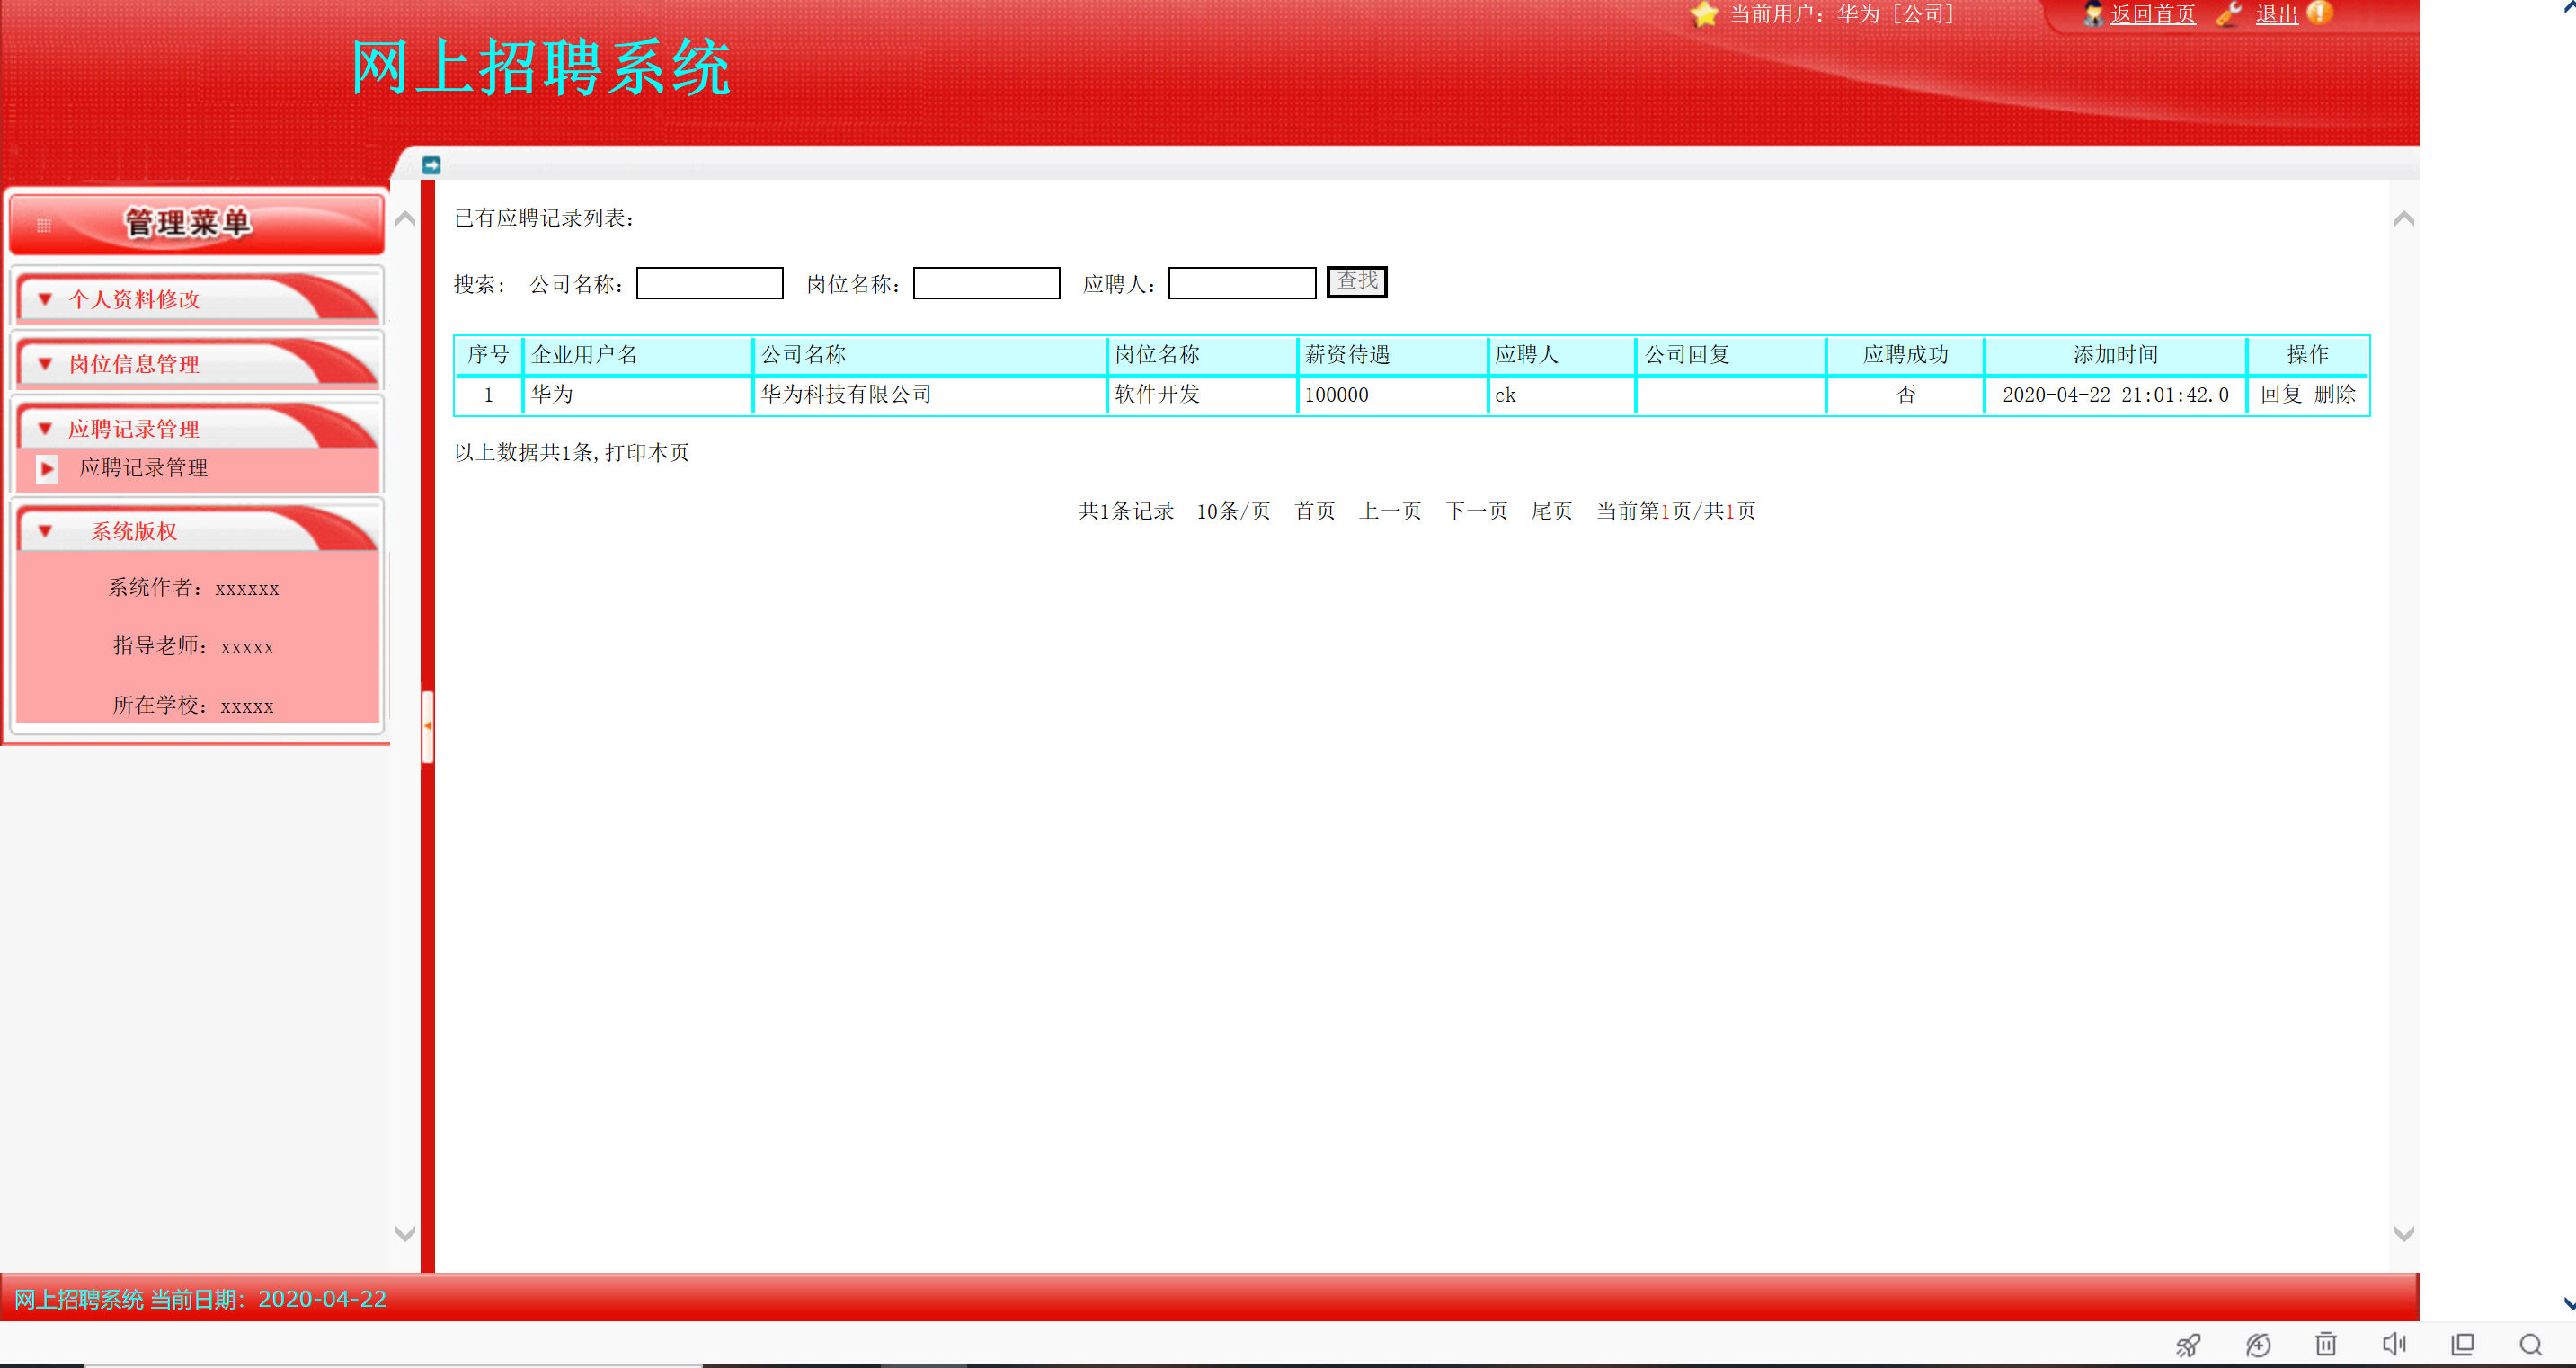 当前用户：华为 [公司]
返回首页 退出
网上招聘系统
管理菜单
个人资料修改
岗位信息管理
应聘记录管理
应聘记录管理
系统版权
系统作者：xxxxxx
指导老师：xxxxx
所在学校：xxxxx
已有应聘记录列表：
搜索： 公司名称： 岗位名称： 应聘人： 查找
序号 企业用户名 公司名称 岗位名称 薪资待遇 应聘人 公司回复 应聘成功 添加时间 操作
1 华为 华为科技有限公司 软件开发 100000 ck 否 2020-04-22 21:01:42.0 回复 删除
以上数据共1条,打印本页
共1条记录 10条/页 首页 上一页 下一页 尾页 当前第1页/共1页
网上招聘系统 当前日期：2020-04-22